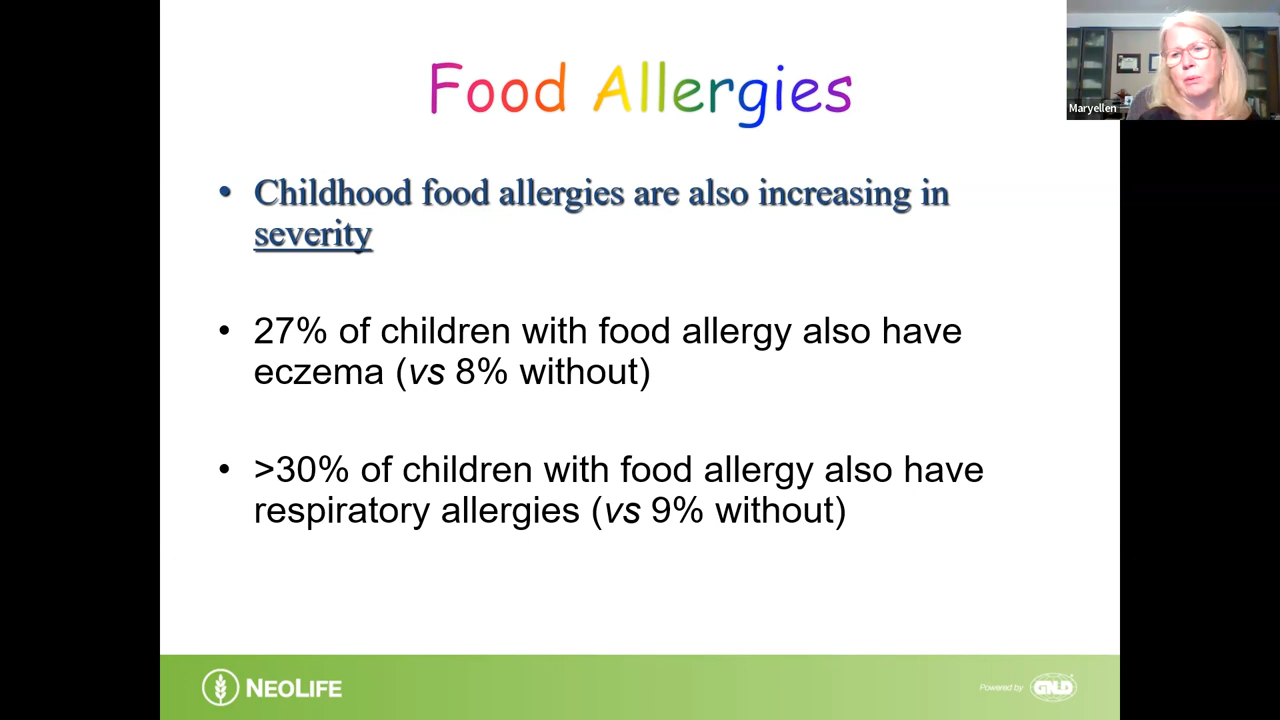 Food Allergies
Maryellen
• Childhood food allergies are also increasing in
severity
• 27% of children with food allergy also have
eczema (vs 8% without)
• >30% of children with food allergy also have
respiratory allergies (vs 9% without)
NEOLIFE
Powered by GNLD